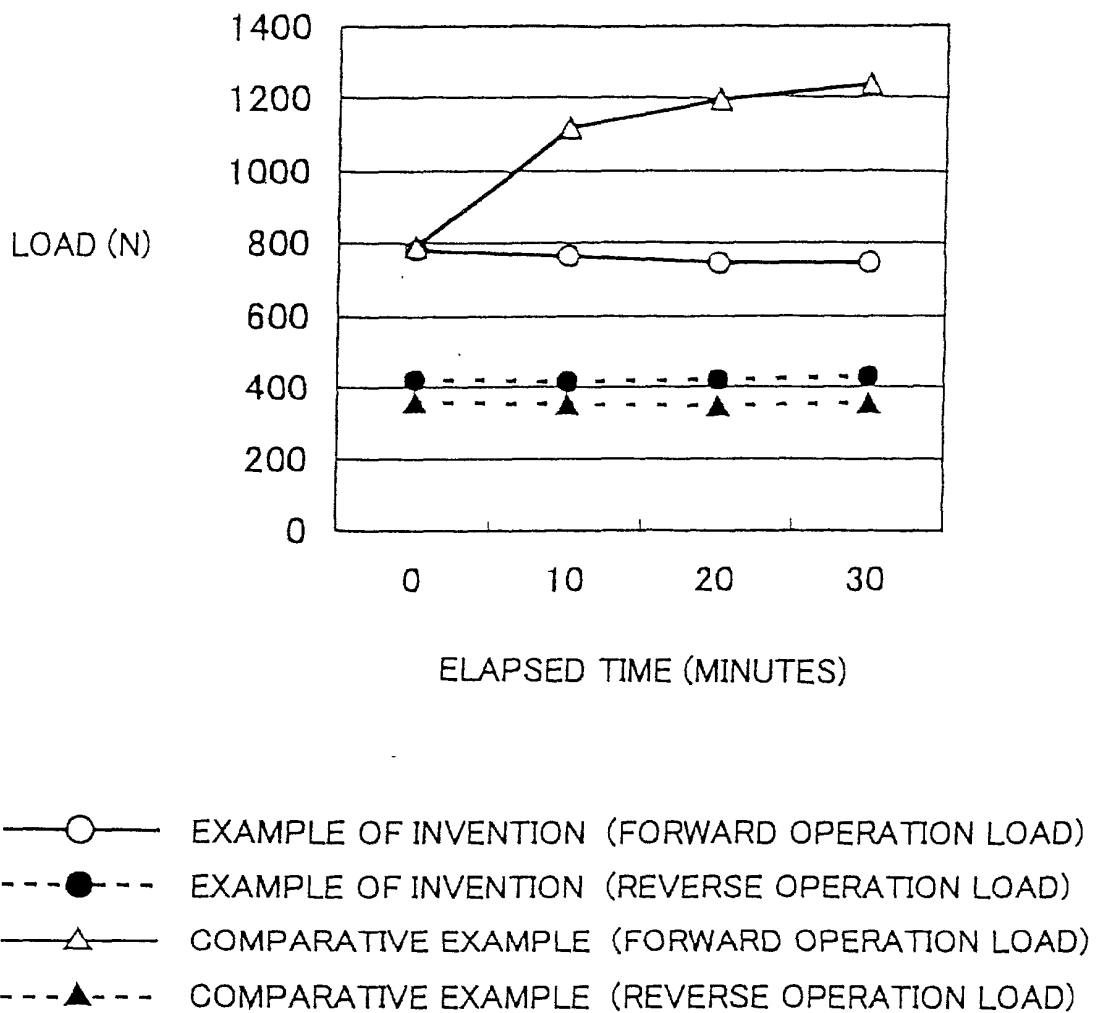 1400
1200
1000
LOAD (N)
800
600
400
200
0
0 10 20 30
ELAPSED TIME (MINUTES)
EXAMPLE OF INVENTION (FORWARD OPERATION LOAD)
EXAMPLE OF INVENTION (REVERSE OPERATION LOAD)
COMPARATIVE EXAMPLE (FORWARD OPERATION LOAD)
COMPARATIVE EXAMPLE (REVERSE OPERATION LOAD)